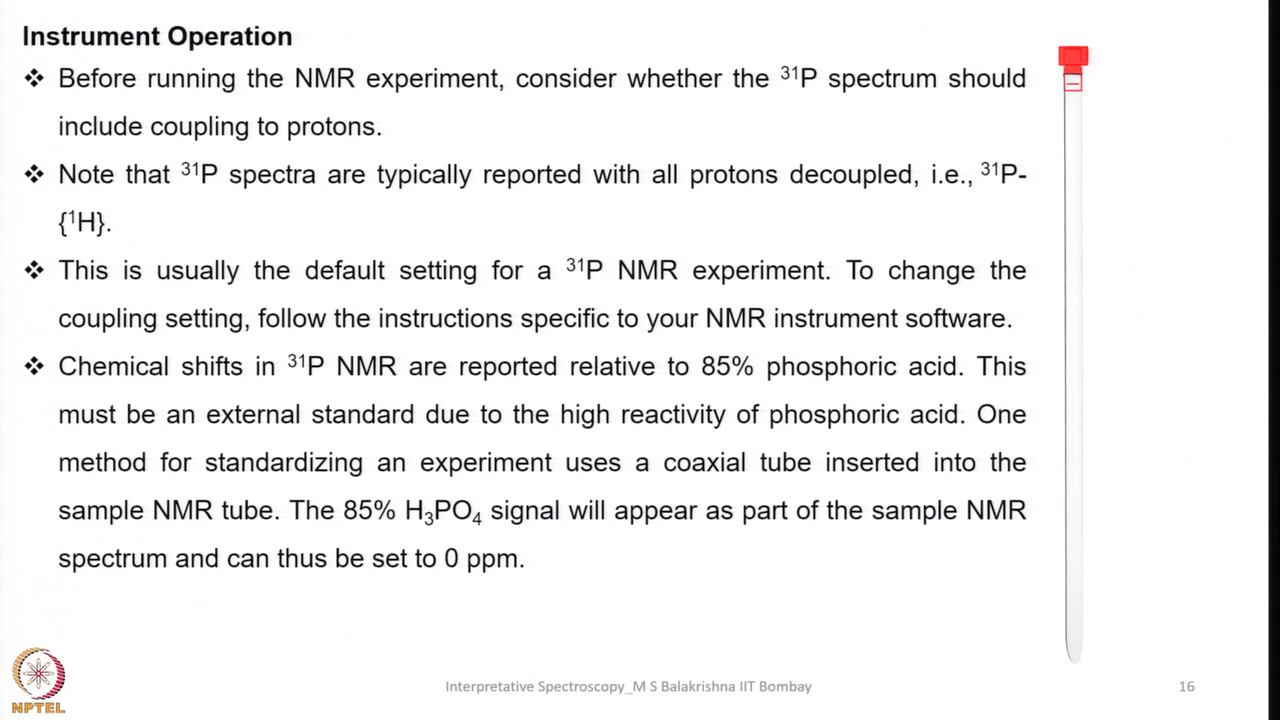 Instrument Operation
❖ Before running the NMR experiment, consider whether the ³¹P spectrum should
include coupling to protons.
❖ Note that ³¹P spectra are typically reported with all protons decoupled, i.e., ³¹P-
{¹H}.
❖ This is usually the default setting for a ³¹P NMR experiment. To change the
coupling setting, follow the instructions specific to your NMR instrument software.
❖ Chemical shifts in ³¹P NMR are reported relative to 85% phosphoric acid. This
must be an external standard due to the high reactivity of phosphoric acid. One
method for standardizing an experiment uses a coaxial tube inserted into the
sample NMR tube. The 85% H₃PO₄ signal will appear as part of the sample NMR
spectrum and can thus be set to 0 ppm.
NPTEL
Interpretative Spectroscopy_M S Balakrishna IIT Bombay
16